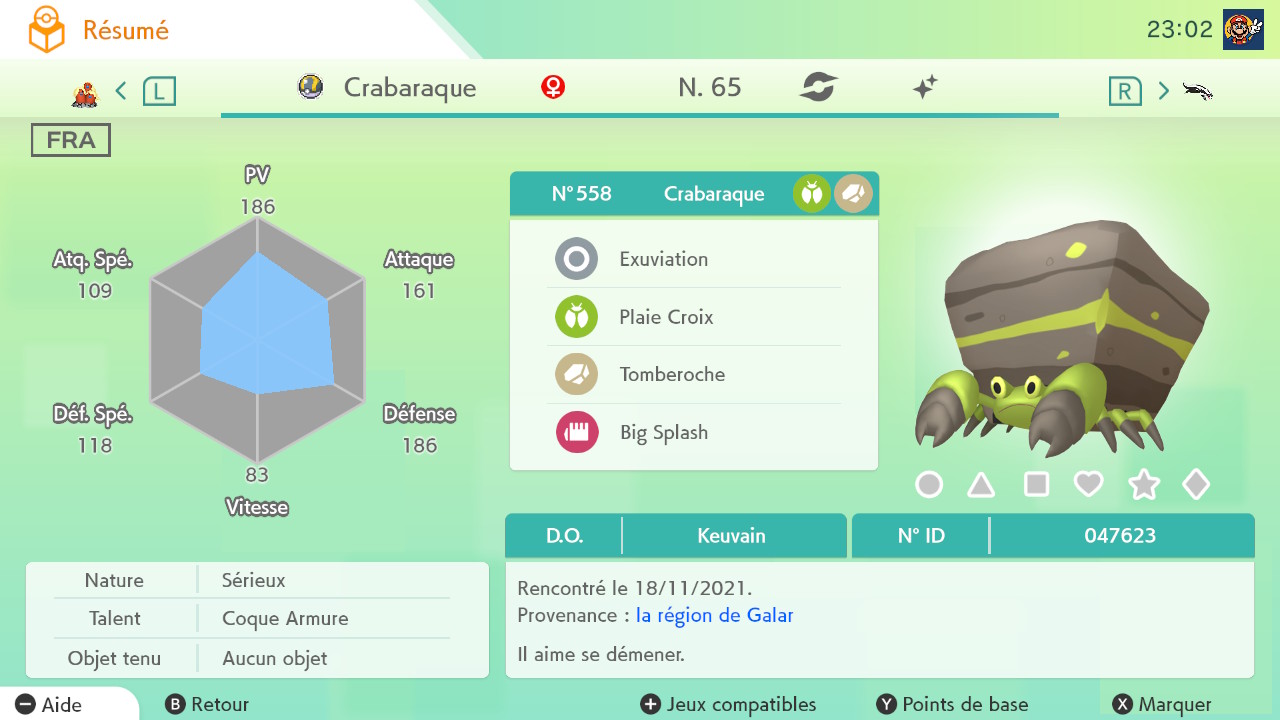 Résumé
23:02
L
Crabaraque
N. 65
R
FRA
PV
186
Atq. Spé.
109
Attaque
161
Déf. Spé.
118
Défense
186
83
Vitesse
N° 558 Crabaraque
Exuviation
Plaie Croix
Tomberoche
Big Splash
D.O. Keuvain
N° ID 047623
Nature Sérieux
Talent Coque Armure
Objet tenu Aucun objet
Rencontré le 18/11/2021.
Provenance : la région de Galar
Il aime se démener.
Aide
B Retour
Jeux compatibles
Y Points de base
X Marquer